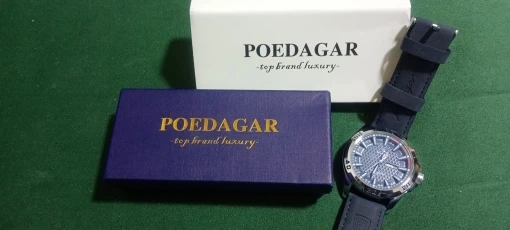 POEDAGAR
-top brand luxury-
POEDAGAR
-top brand luxury-